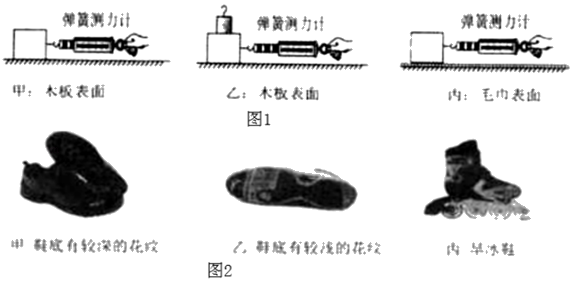 弹簧测力计
弹簧测力计
弹簧测力计
甲：木板表面
乙：木板表面
丙：毛巾表面
图1
甲 鞋底有较深的花纹
乙 鞋底有较浅的花纹
丙 旱冰鞋
图2